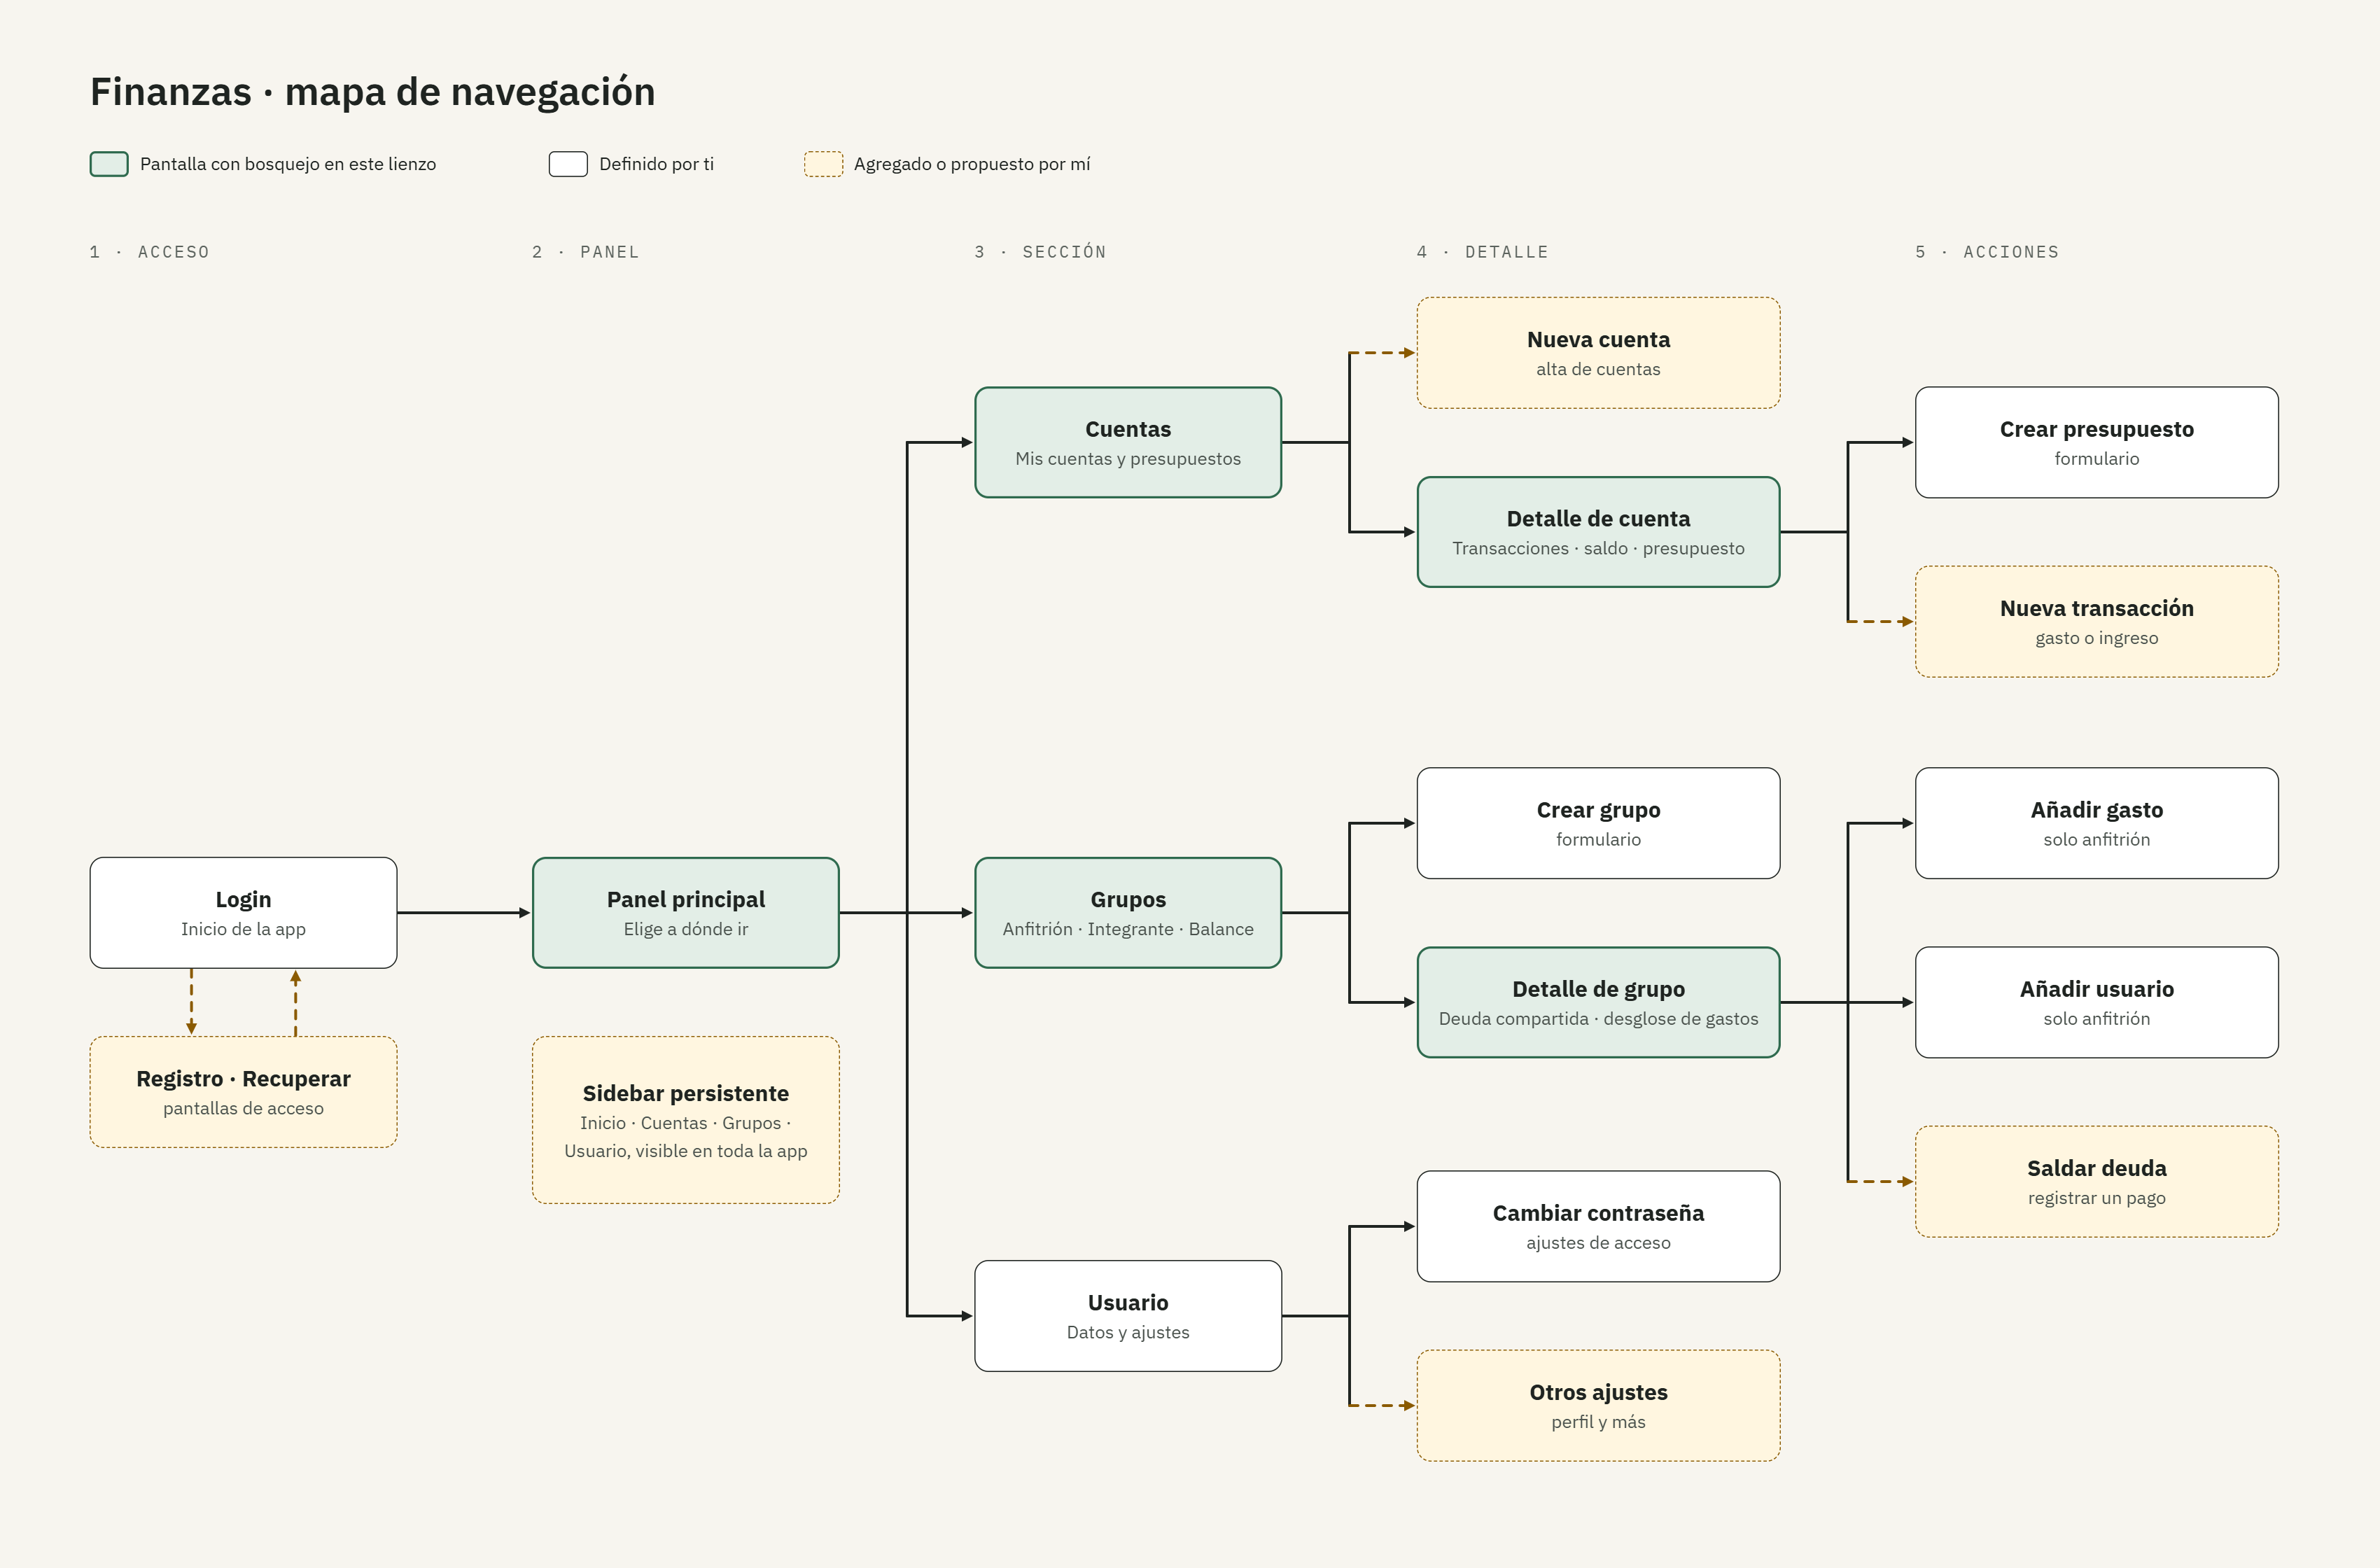 Finanzas · mapa de navegación
Pantalla con bosquejo en este lienzo
Definido por ti
Agregado o propuesto por mí
1 · ACCESO
2 · PANEL
3 · SECCIÓN
4 · DETALLE
5 · ACCIONES
Login
Inicio de la app
Registro · Recuperar
pantallas de acceso
Panel principal
Elige a dónde ir
Sidebar persistente
Inicio · Cuentas · Grupos ·
Usuario, visible en toda la app
Cuentas
Mis cuentas y presupuestos
Grupos
Anfitrión · Integrante · Balance
Usuario
Datos y ajustes
Nueva cuenta
alta de cuentas
Detalle de cuenta
Transacciones · saldo · presupuesto
Crear grupo
formulario
Detalle de grupo
Deuda compartida · desglose de gastos
Cambiar contraseña
ajustes de acceso
Otros ajustes
perfil y más
Crear presupuesto
formulario
Nueva transacción
gasto o ingreso
Añadir gasto
solo anfitrión
Añadir usuario
solo anfitrión
Saldar deuda
registrar un pago